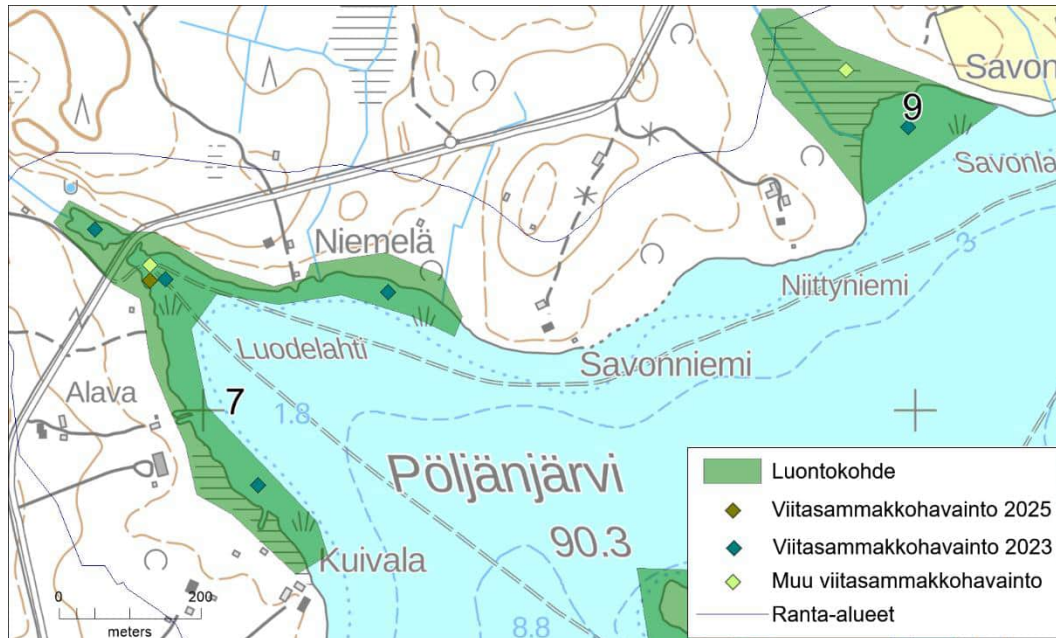 Savon
9
Savonla
Niemelä
Niittyniemi
3
Luodelahti
Savonniemi
Alava
7
1.8
Pöljänjärvi
90.3
Kuivala
8.8
0 200
meters
Luontokohde
Viitasammakkohavainto 2025
Viitasammakkohavainto 2023
Muu viitasammakkohavainto
Ranta-alueet